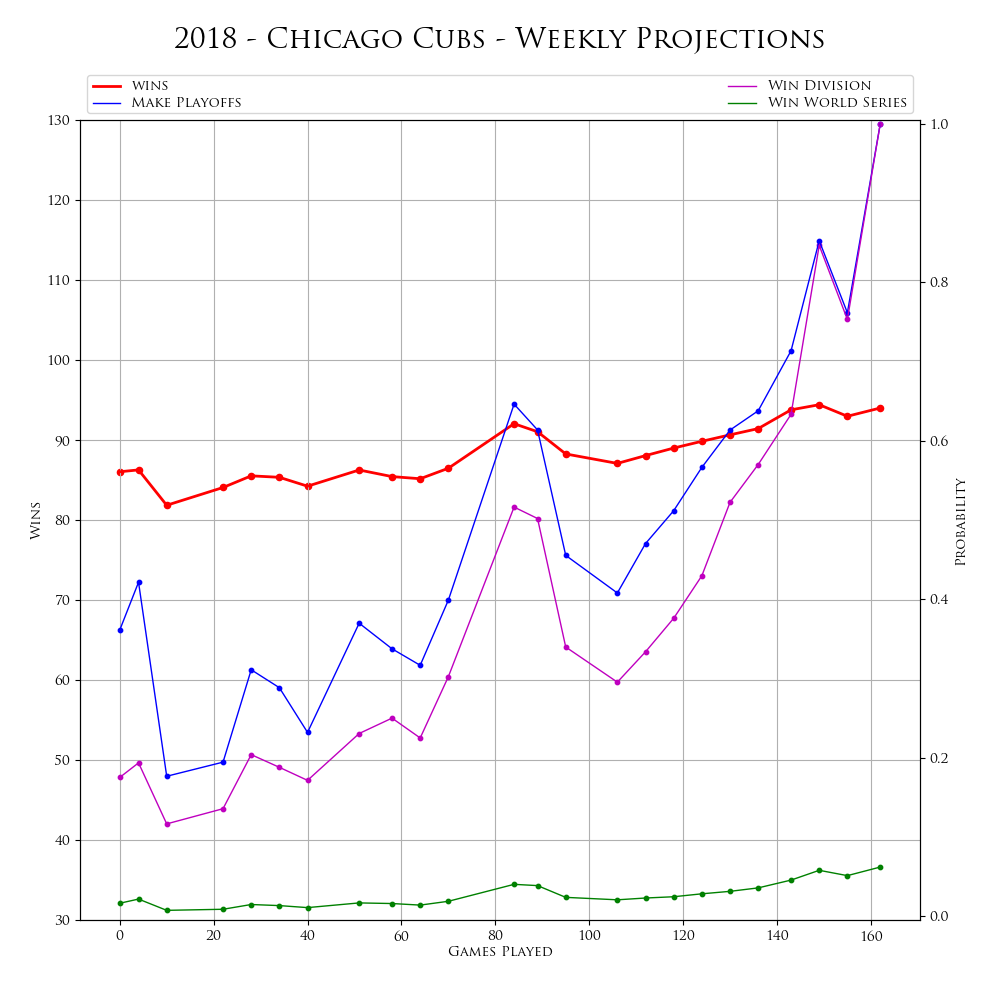 2018 - Chicago Cubs - Weekly Projections
wins
Make Playoffs
Win Division
Win World Series
130
120
110
100
90
80
70
60
50
40
30
Wins
1.0
0.8
0.6
0.4
0.2
0.0
Probability
0 20 40 60 80 100 120 140 160
Games Played